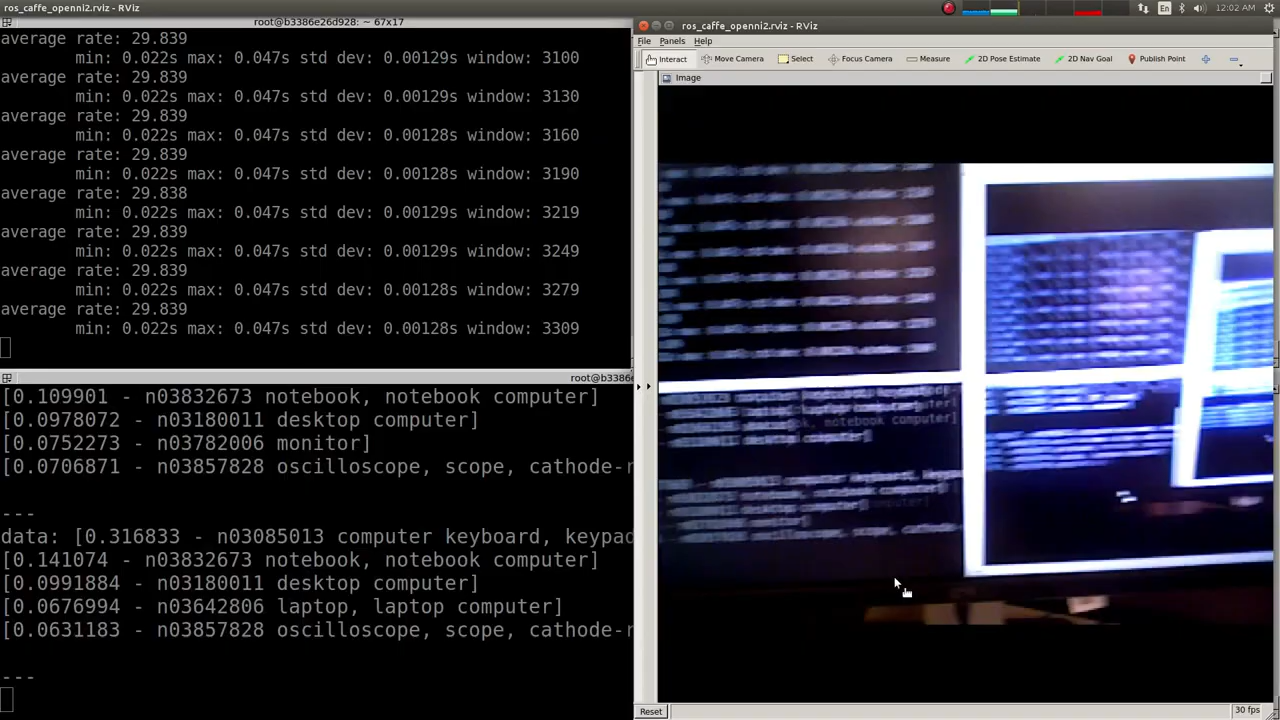 ros_caffe_openni2.rviz - RViz
En
12:02 AM
root@b3386e26d928: ~ 67x17
average rate: 29.839
min: 0.022s max: 0.047s std dev: 0.00129s window: 3100
average rate: 29.839
min: 0.022s max: 0.047s std dev: 0.00129s window: 3130
average rate: 29.839
min: 0.022s max: 0.047s std dev: 0.00128s window: 3160
average rate: 29.839
min: 0.022s max: 0.047s std dev: 0.00129s window: 3190
average rate: 29.838
min: 0.022s max: 0.047s std dev: 0.00129s window: 3219
average rate: 29.839
min: 0.022s max: 0.047s std dev: 0.00129s window: 3249
average rate: 29.839
min: 0.022s max: 0.047s std dev: 0.00128s window: 3279
average rate: 29.839
min: 0.022s max: 0.047s std dev: 0.00128s window: 3309
root@b3386e
[0.109901 - n03832673 notebook, notebook computer]
[0.0978072 - n03180011 desktop computer]
[0.0752273 - n03782006 monitor]
[0.0706871 - n03857828 oscilloscope, scope, cathode-r
---
data: [0.316833 - n03085013 computer keyboard, keypad
[0.141074 - n03832673 notebook, notebook computer]
[0.0991884 - n03180011 desktop computer]
[0.0676994 - n03642806 laptop, laptop computer]
[0.0631183 - n03857828 oscilloscope, scope, cathode-r
---
ros_caffe_openni2.rviz - RViz
File Panels Help
Interact Move Camera Select Focus Camera Measure 2D Pose Estimate 2D Nav Goal Publish Point
Image
notebook computer]
Reset
30 fps